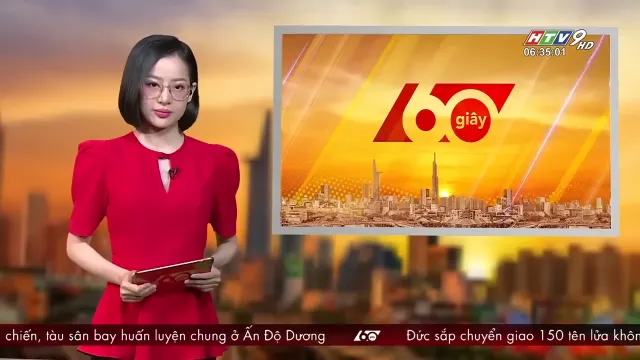 HTV9 HD
06:35:01
60 giây
chiến, tàu sân bay huấn luyện chung ở Ấn Độ Dương 60 Đức sắp chuyển giao 150 tên lửa khôn